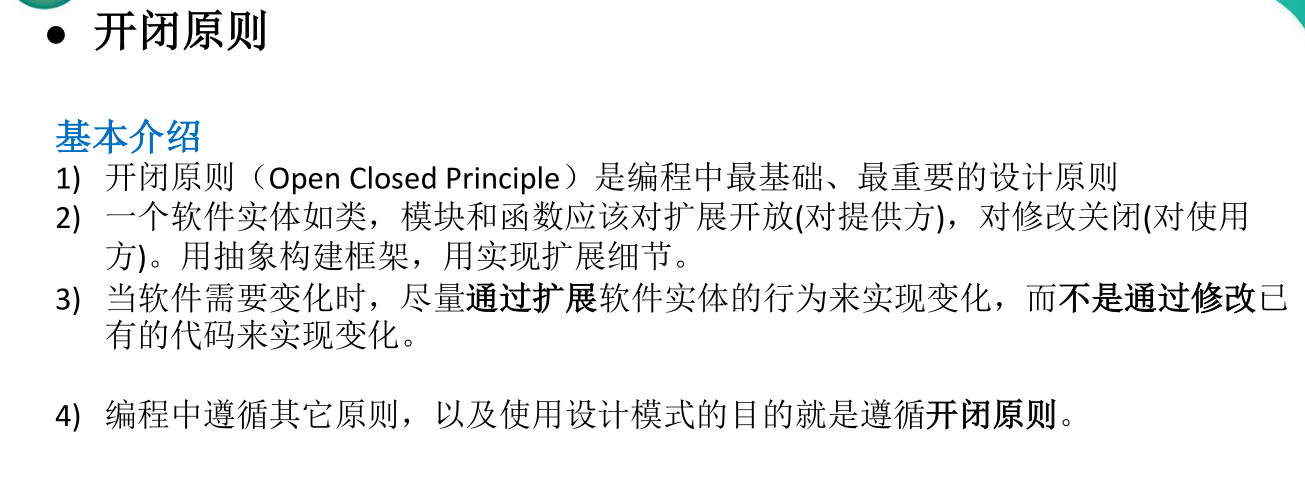 ● 开闭原则
基本介绍
1) 开闭原则（Open Closed Principle）是编程中最基础、最重要的设计原则
2) 一个软件实体如类，模块和函数应该对扩展开放(对提供方)，对修改关闭(对使用
方)。用抽象构建框架，用实现扩展细节。
3) 当软件需要变化时，尽量通过扩展软件实体的行为来实现变化，而不是通过修改已
有的代码来实现变化。
4) 编程中遵循其它原则，以及使用设计模式的目的就是遵循开闭原则。